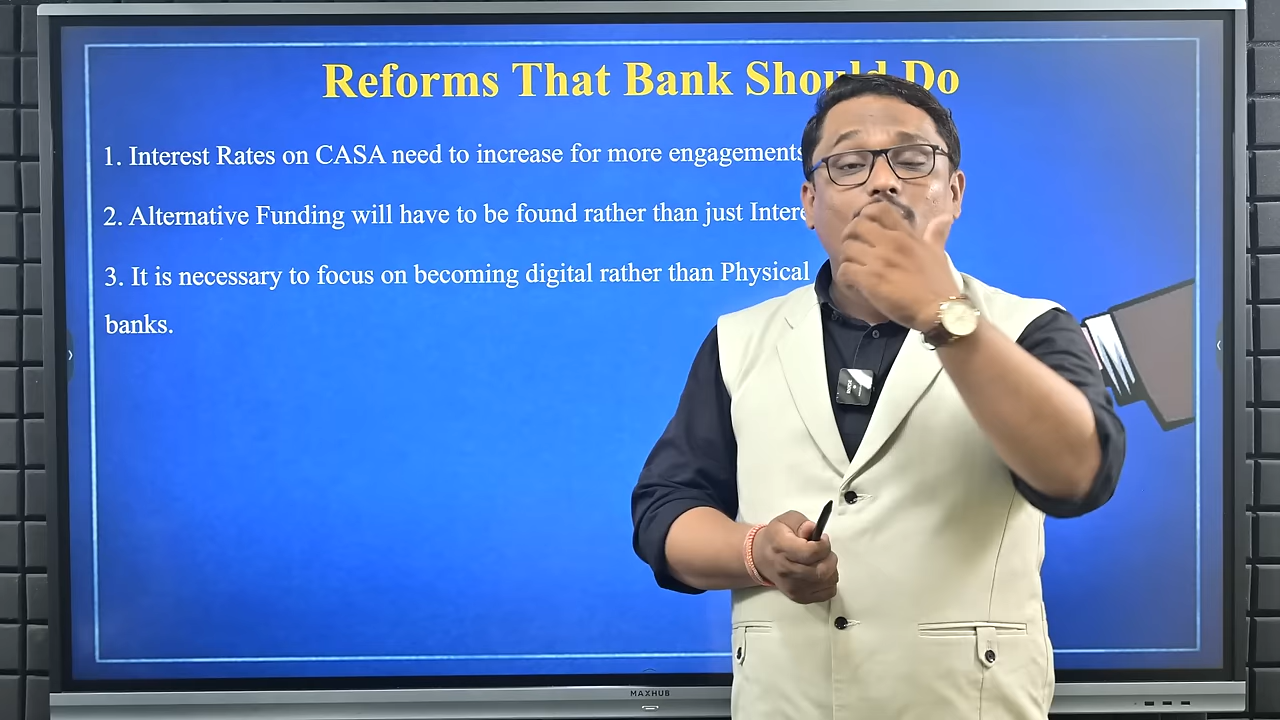 Reforms That Bank Should Do
1. Interest Rates on CASA need to increase for more engagements
2. Alternative Funding will have to be found rather than just
3. It is necessary to focus on becoming digital rather than Physical
banks.
MAXHUB